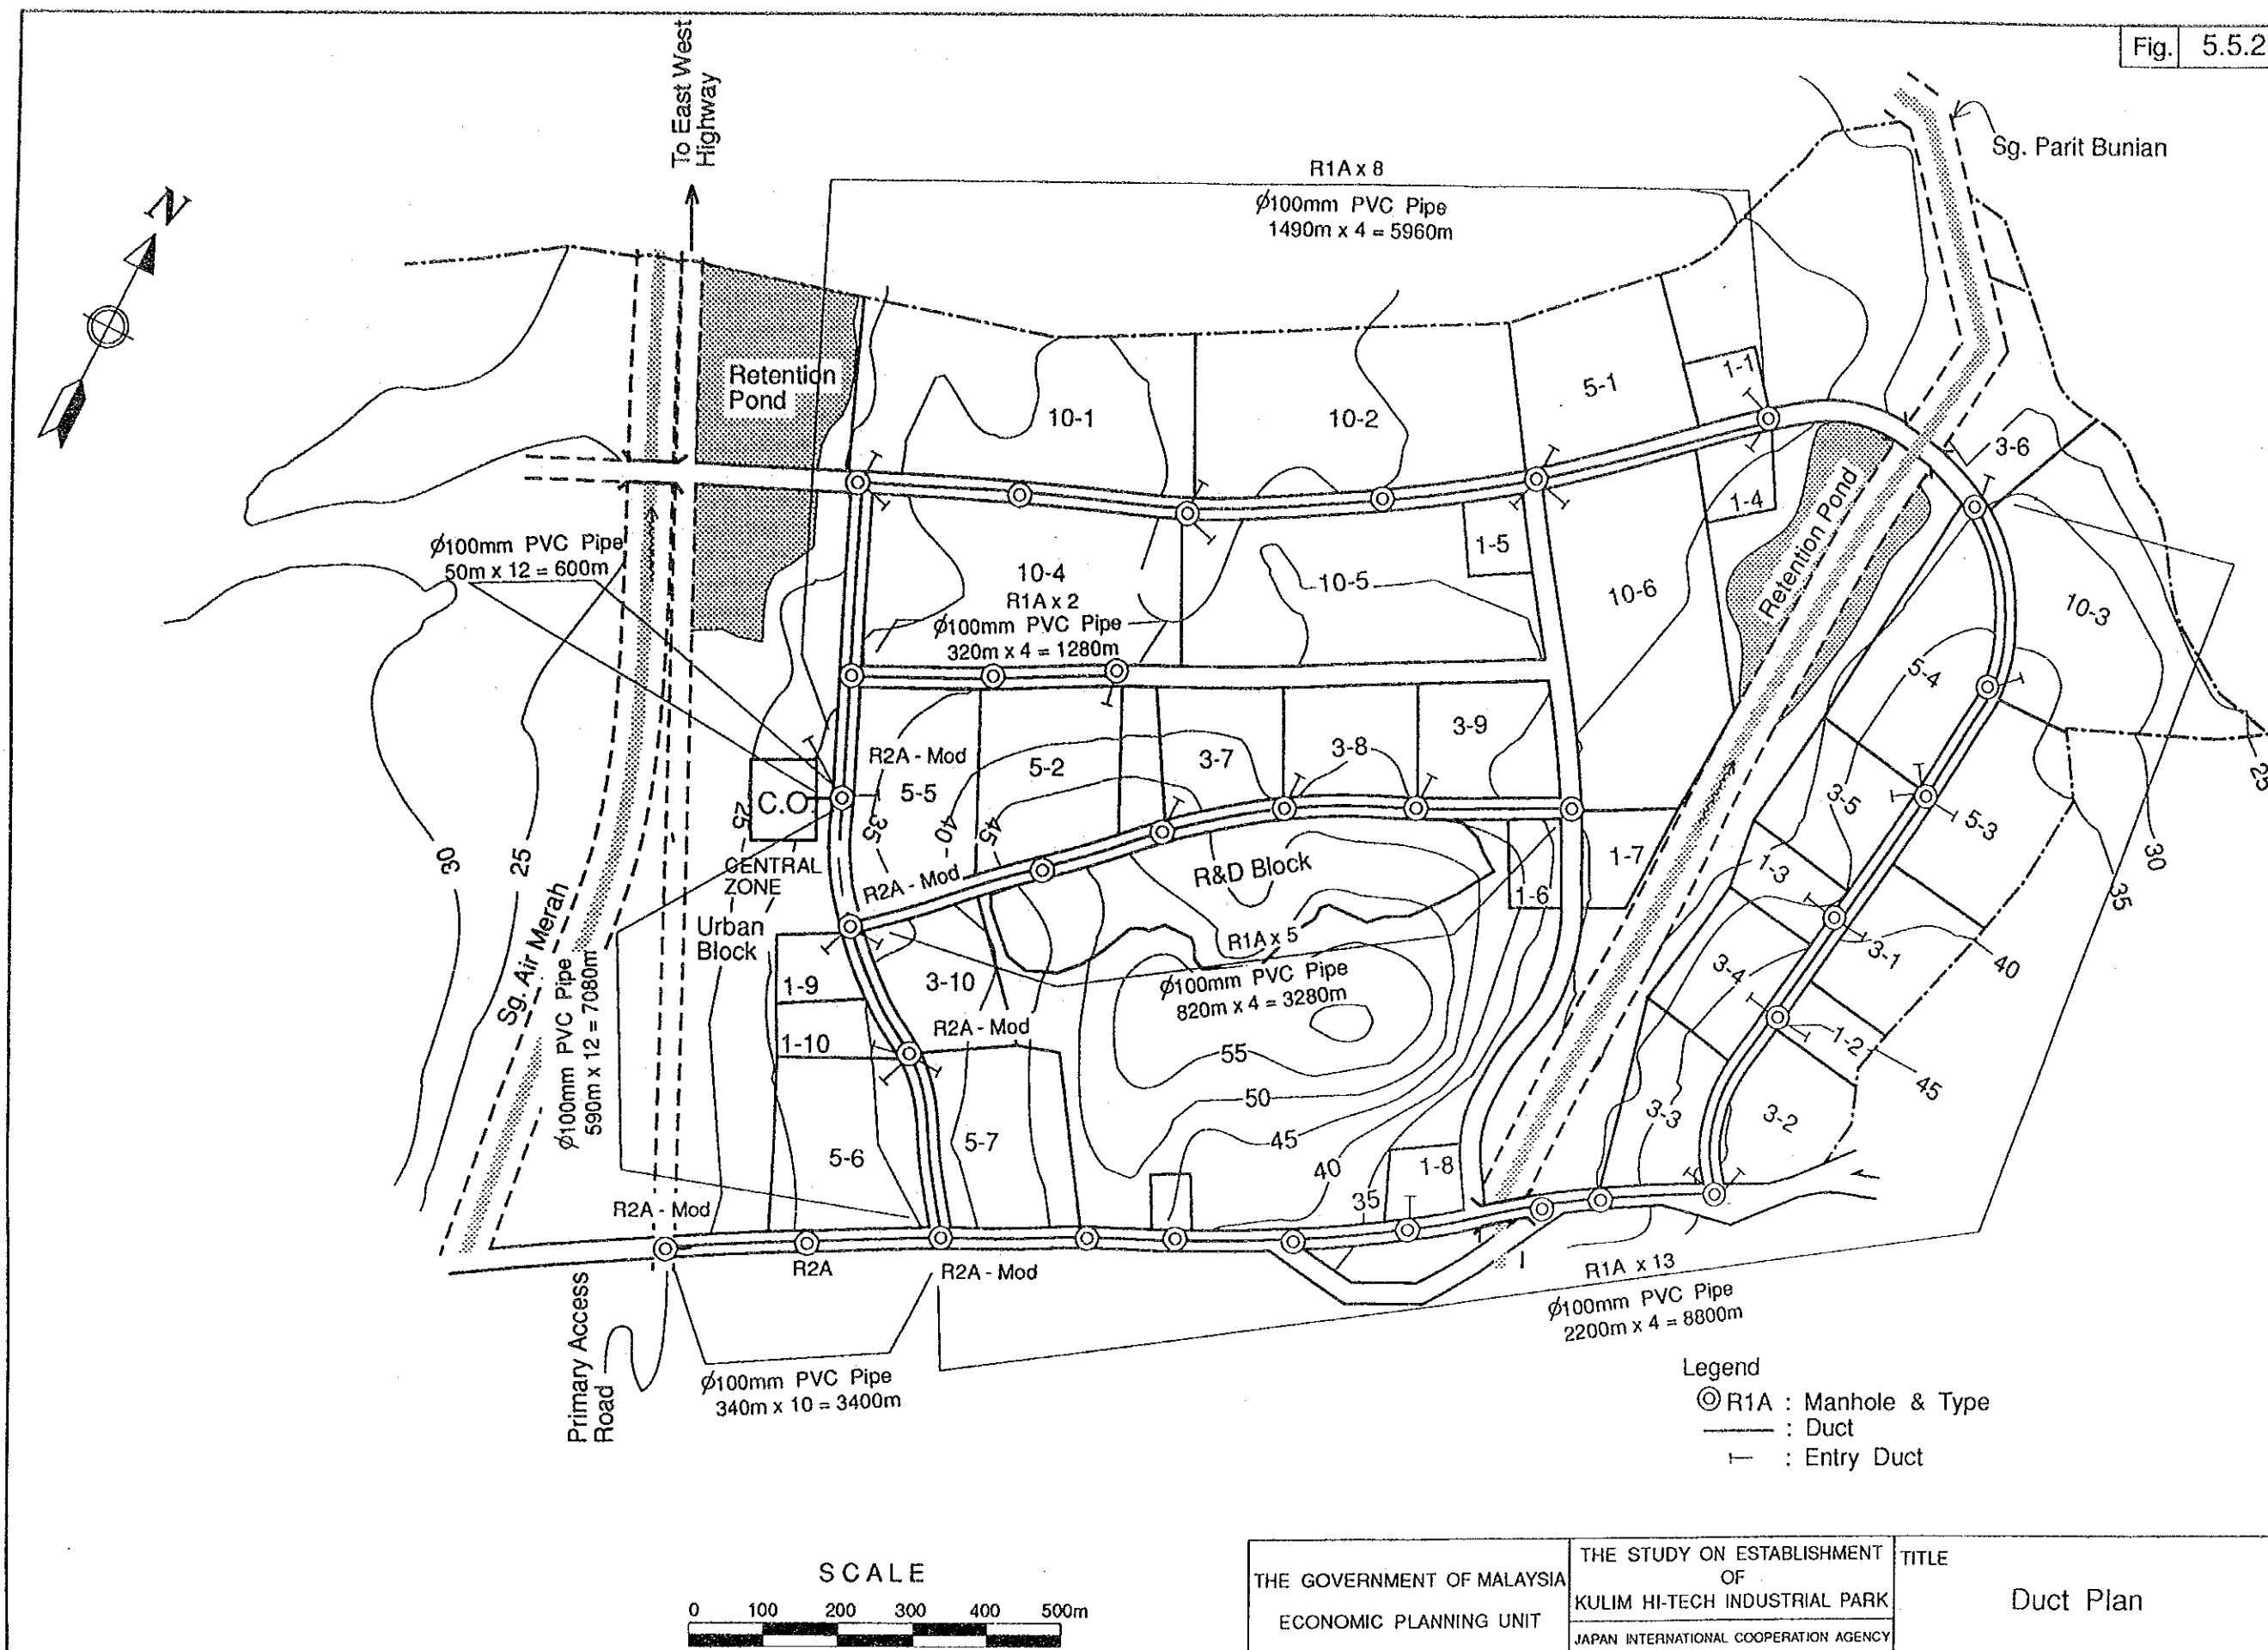 Fig. 5.5.2
To East West
Highway
Sg. Parit Bunian
N
R1A x 8
Ø100mm PVC Pipe
1490m x 4 = 5960m
Retention
Pond
10-1
10-2
5-1
1-1
3-6
1-4
1-5
Retention Pond
Ø100mm PVC Pipe
50m x 12 = 600m
10-4
R1A x 2
Ø100mm PVC Pipe
320m x 4 = 1280m
10-5
10-6
10-3
5-4
R2A - Mod
5-5
5-2
3-7
3-8
3-9
C.O.
25
35
40
45
3-5
5-3
25
30
35
CENTRAL
ZONE
R2A - Mod
R&D Block
1-6
1-7
1-3
30
25
Urban
Block
R1A x 5
Ø100mm PVC Pipe
820m x 4 = 3280m
3-4
3-1
40
Sg. Air Merah
Ø100mm PVC Pipe
590m x 12 = 7080m
1-9
3-10
R2A - Mod
1-10
55
50
45
40
35
1-2
45
3-3
3-2
5-6
5-7
1-8
R2A - Mod
R2A
R2A - Mod
R1A x 13
Ø100mm PVC Pipe
2200m x 4 = 8800m
Primary Access
Road
Ø100mm PVC Pipe
340m x 10 = 3400m
Legend
R1A : Manhole & Type
: Duct
: Entry Duct
SCALE
0 100 200 300 400 500m
THE GOVERNMENT OF MALAYSIA
ECONOMIC PLANNING UNIT
THE STUDY ON ESTABLISHMENT
OF
KULIM HI-TECH INDUSTRIAL PARK
JAPAN INTERNATIONAL COOPERATION AGENCY
TITLE
Duct Plan